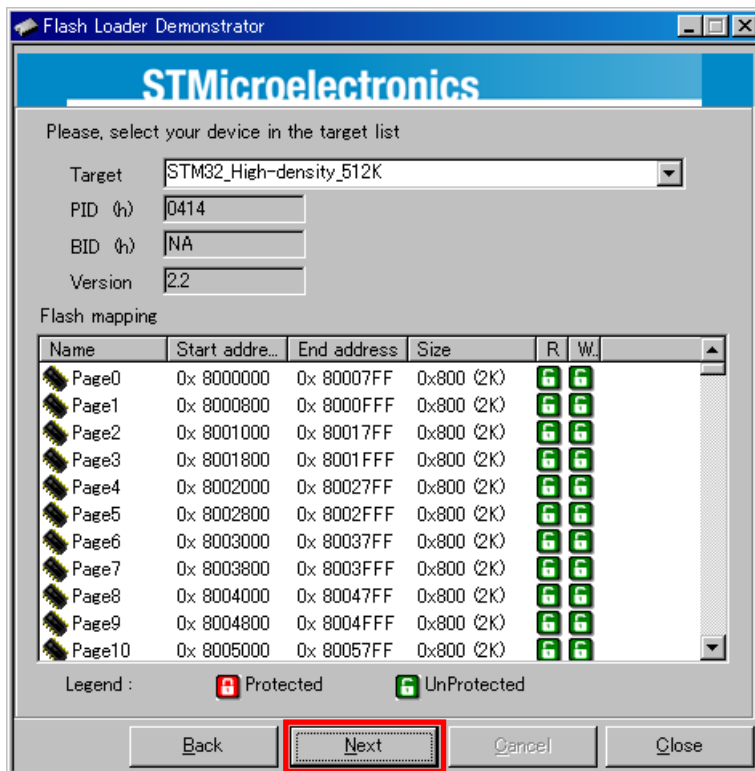 Flash Loader Demonstrator
STMicroelectronics
Please, select your device in the target list
Target STM32_High-density_512K
PID (h) 0414
BID (h) NA
Version 2.2
Flash mapping
Name Start addre... End address Size R W.
Page0 0x 8000000 0x 80007FF 0x800 (2K)
Page1 0x 8000800 0x 8000FFF 0x800 (2K)
Page2 0x 8001000 0x 80017FF 0x800 (2K)
Page3 0x 8001800 0x 8001FFF 0x800 (2K)
Page4 0x 8002000 0x 80027FF 0x800 (2K)
Page5 0x 8002800 0x 8002FFF 0x800 (2K)
Page6 0x 8003000 0x 80037FF 0x800 (2K)
Page7 0x 8003800 0x 8003FFF 0x800 (2K)
Page8 0x 8004000 0x 80047FF 0x800 (2K)
Page9 0x 8004800 0x 8004FFF 0x800 (2K)
Page10 0x 8005000 0x 80057FF 0x800 (2K)
Legend : Protected UnProtected
Back Next Cancel Close